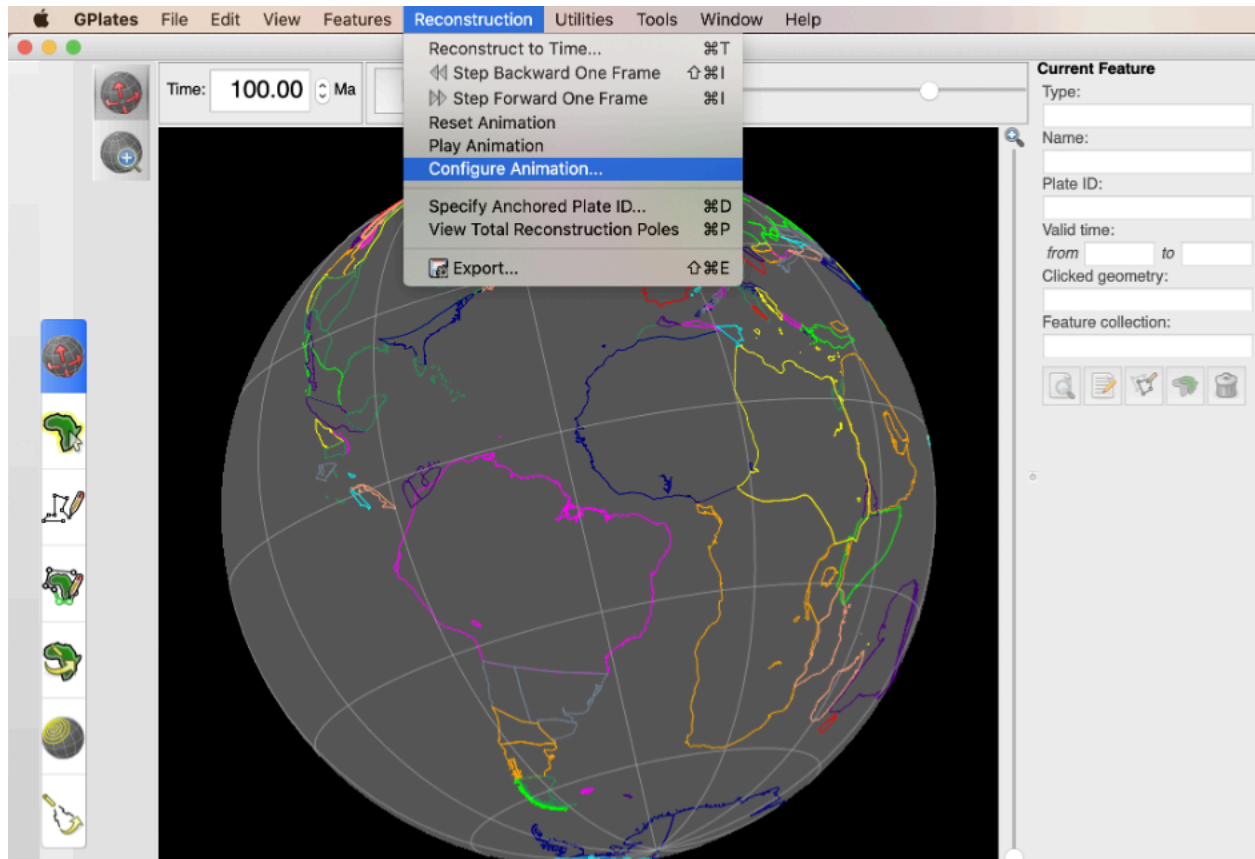 GPlates File Edit View Features Reconstruction Utilities Tools Window Help
Time: 100.00 Ma
Reconstruct to Time... ⌘T
Step Backward One Frame ⇧⌘I
Step Forward One Frame ⌘I
Reset Animation
Play Animation
Configure Animation...
Specify Anchored Plate ID... ⌘D
View Total Reconstruction Poles ⌘P
Export... ⇧⌘E
Current Feature
Type:
Name:
Plate ID:
Valid time:
from to
Clicked geometry:
Feature collection: